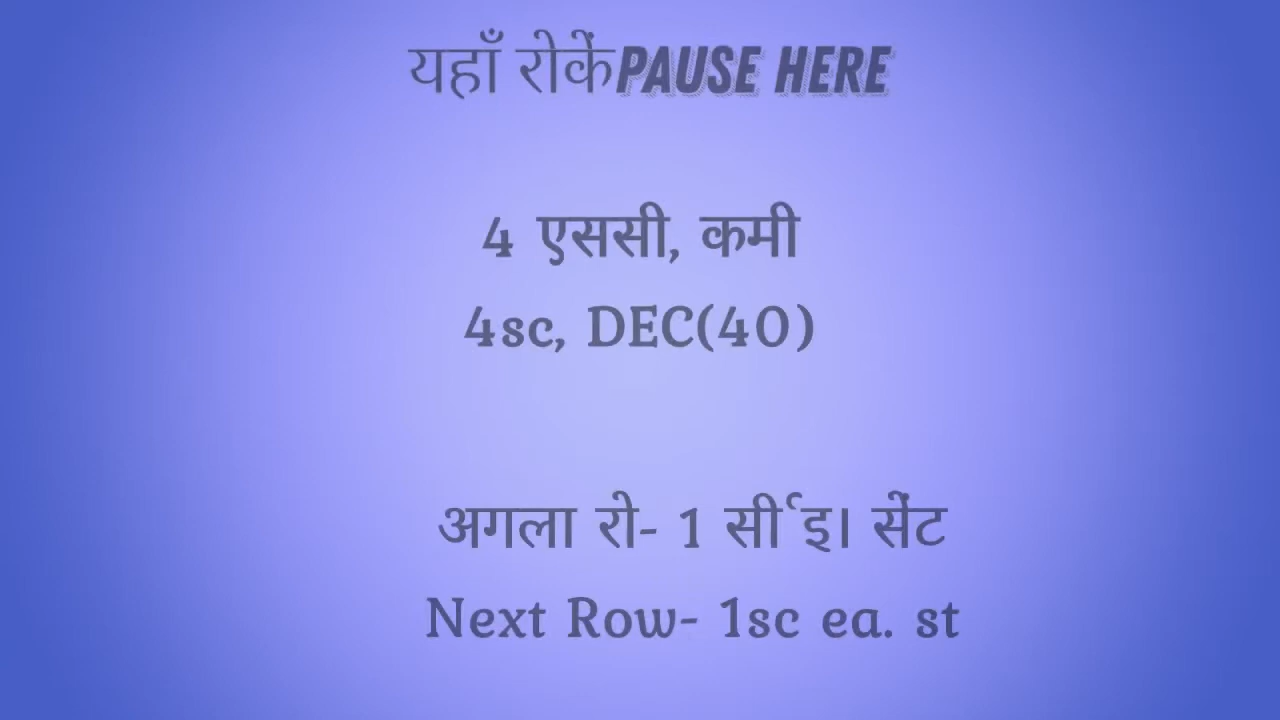 यहाँ रोकें PAUSE HERE
4 एससी, कमी
4sc, DEC(40)
अगला रो- 1 सीर्इ। सेंट
Next Row- 1sc ea. st